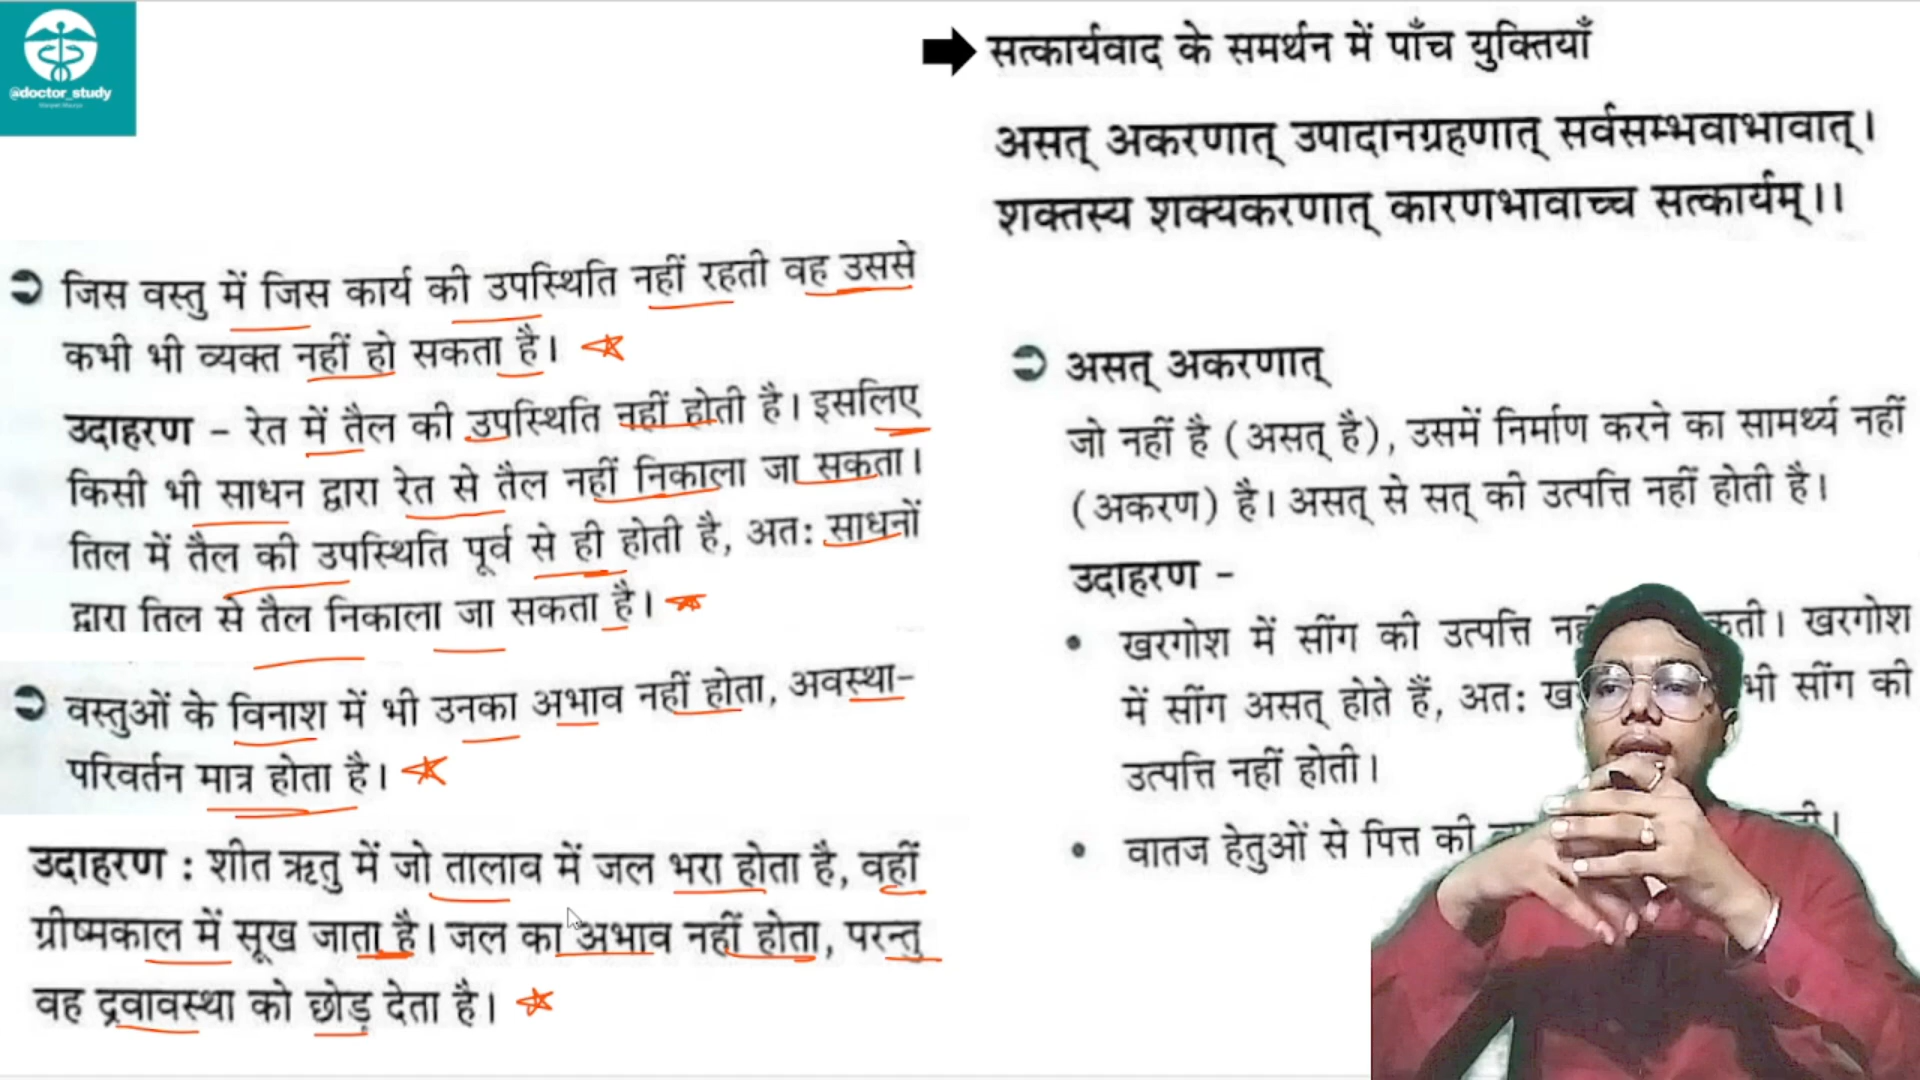 @doctor_study
जिस वस्तु में जिस कार्य की उपस्थिति नहीं रहती वह उससे
कभी भी व्यक्त नहीं हो सकता है।
उदाहरण – रेत में तैल की उपस्थिति नहीं होती है। इसलिए
किसी भी साधन द्वारा रेत से तैल नहीं निकाला जा सकता।
तिल में तैल की उपस्थिति पूर्व से ही होती है, अतः साधनों
द्वारा तिल से तैल निकाला जा सकता है।
वस्तुओं के विनाश में भी उनका अभाव नहीं होता, अवस्था-
परिवर्तन मात्र होता है।
उदाहरण : शीत ऋतु में जो तालाब में जल भरा होता है, वहीं
ग्रीष्मकाल में सूख जाता है। जल का अभाव नहीं होता, परन्तु
वह द्रवावस्था को छोड़ देता है।
सत्कार्यवाद के समर्थन में पाँच युक्तियाँ
असत् अकरणात् उपादानग्रहणात् सर्वसम्भवाभावात्।
शक्तस्य शक्यकरणात् कारणभावाच्च सत्कार्यम्।।
असत् अकरणात्
जो नहीं है (असत् है), उसमें निर्माण करने का सामर्थ्य नहीं
(अकरण) है। असत् से सत् की उत्पत्ति नहीं होती है।
उदाहरण –
• खरगोश में सींग की उत्पत्ति खरगोश
में सींग असत् होते हैं, अतः भी सींग की
उत्पत्ति नहीं होती।
• वातज हेतुओं से पित्त की